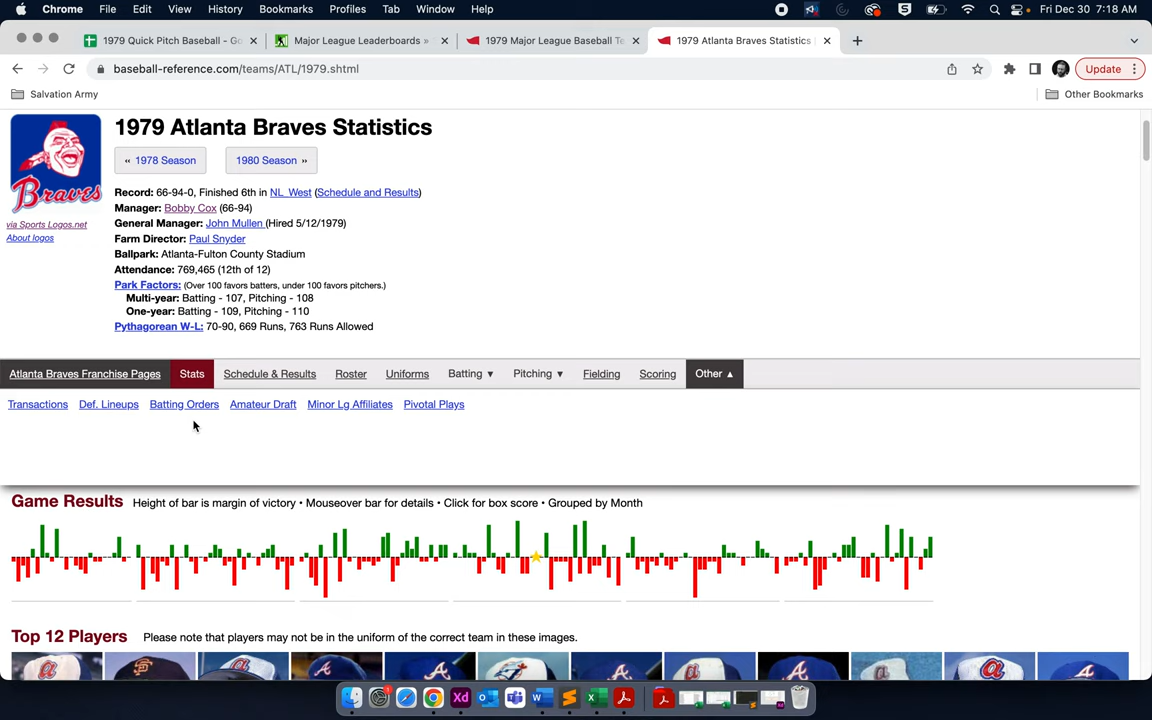 Chrome File Edit View History Bookmarks Profiles Tab Window Help Fri Dec 30 7:18 AM
1979 Quick Pitch Baseball - Go Major League Leaderboards » 1979 Major League Baseball Te 1979 Atlanta Braves Statistics
baseball-reference.com/teams/ATL/1979.shtml Update
Salvation Army Other Bookmarks
Braves
via Sports Logos.net
About logos
1979 Atlanta Braves Statistics
« 1978 Season 1980 Season »
Record: 66-94-0, Finished 6th in NL_West (Schedule and Results)
Manager: Bobby Cox (66-94)
General Manager: John Mullen (Hired 5/12/1979)
Farm Director: Paul Snyder
Ballpark: Atlanta-Fulton County Stadium
Attendance: 769,465 (12th of 12)
Park Factors: (Over 100 favors batters, under 100 favors pitchers.)
Multi-year: Batting - 107, Pitching - 108
One-year: Batting - 109, Pitching - 110
Pythagorean W-L: 70-90, 669 Runs, 763 Runs Allowed
Atlanta Braves Franchise Pages Stats Schedule & Results Roster Uniforms Batting ▼ Pitching ▼ Fielding Scoring Other ▲
Transactions Def. Lineups Batting Orders Amateur Draft Minor Lg Affiliates Pivotal Plays
Game Results Height of bar is margin of victory • Mouseover bar for details • Click for box score • Grouped by Month
Top 12 Players Please note that players may not be in the uniform of the correct team in these images.